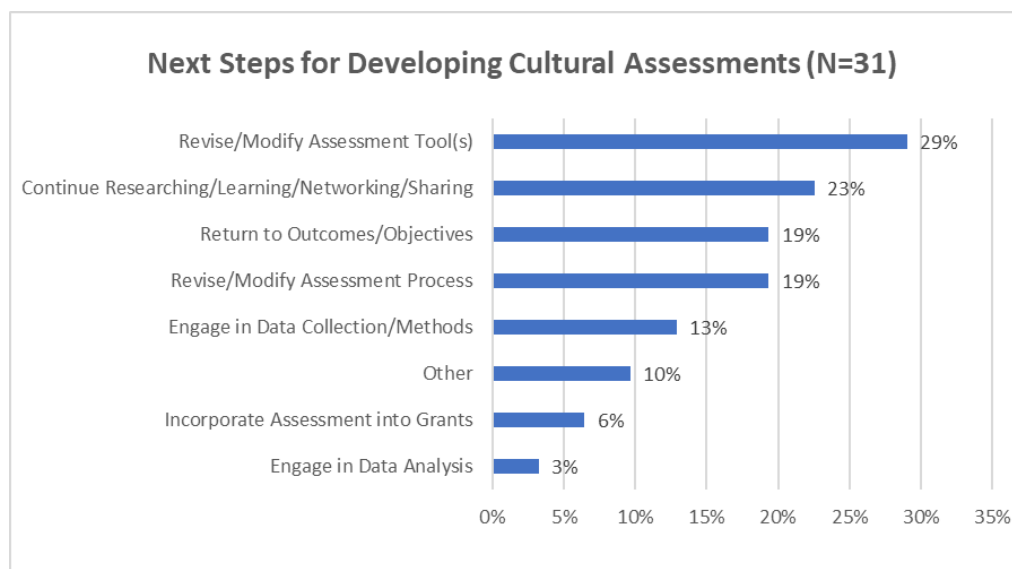 Next Steps for Developing Cultural Assessments (N=31)
Revise/Modify Assessment Tool(s) 29%
Continue Researching/Learning/Networking/Sharing 23%
Return to Outcomes/Objectives 19%
Revise/Modify Assessment Process 19%
Engage in Data Collection/Methods 13%
Other 10%
Incorporate Assessment into Grants 6%
Engage in Data Analysis 3%
0% 5% 10% 15% 20% 25% 30% 35%